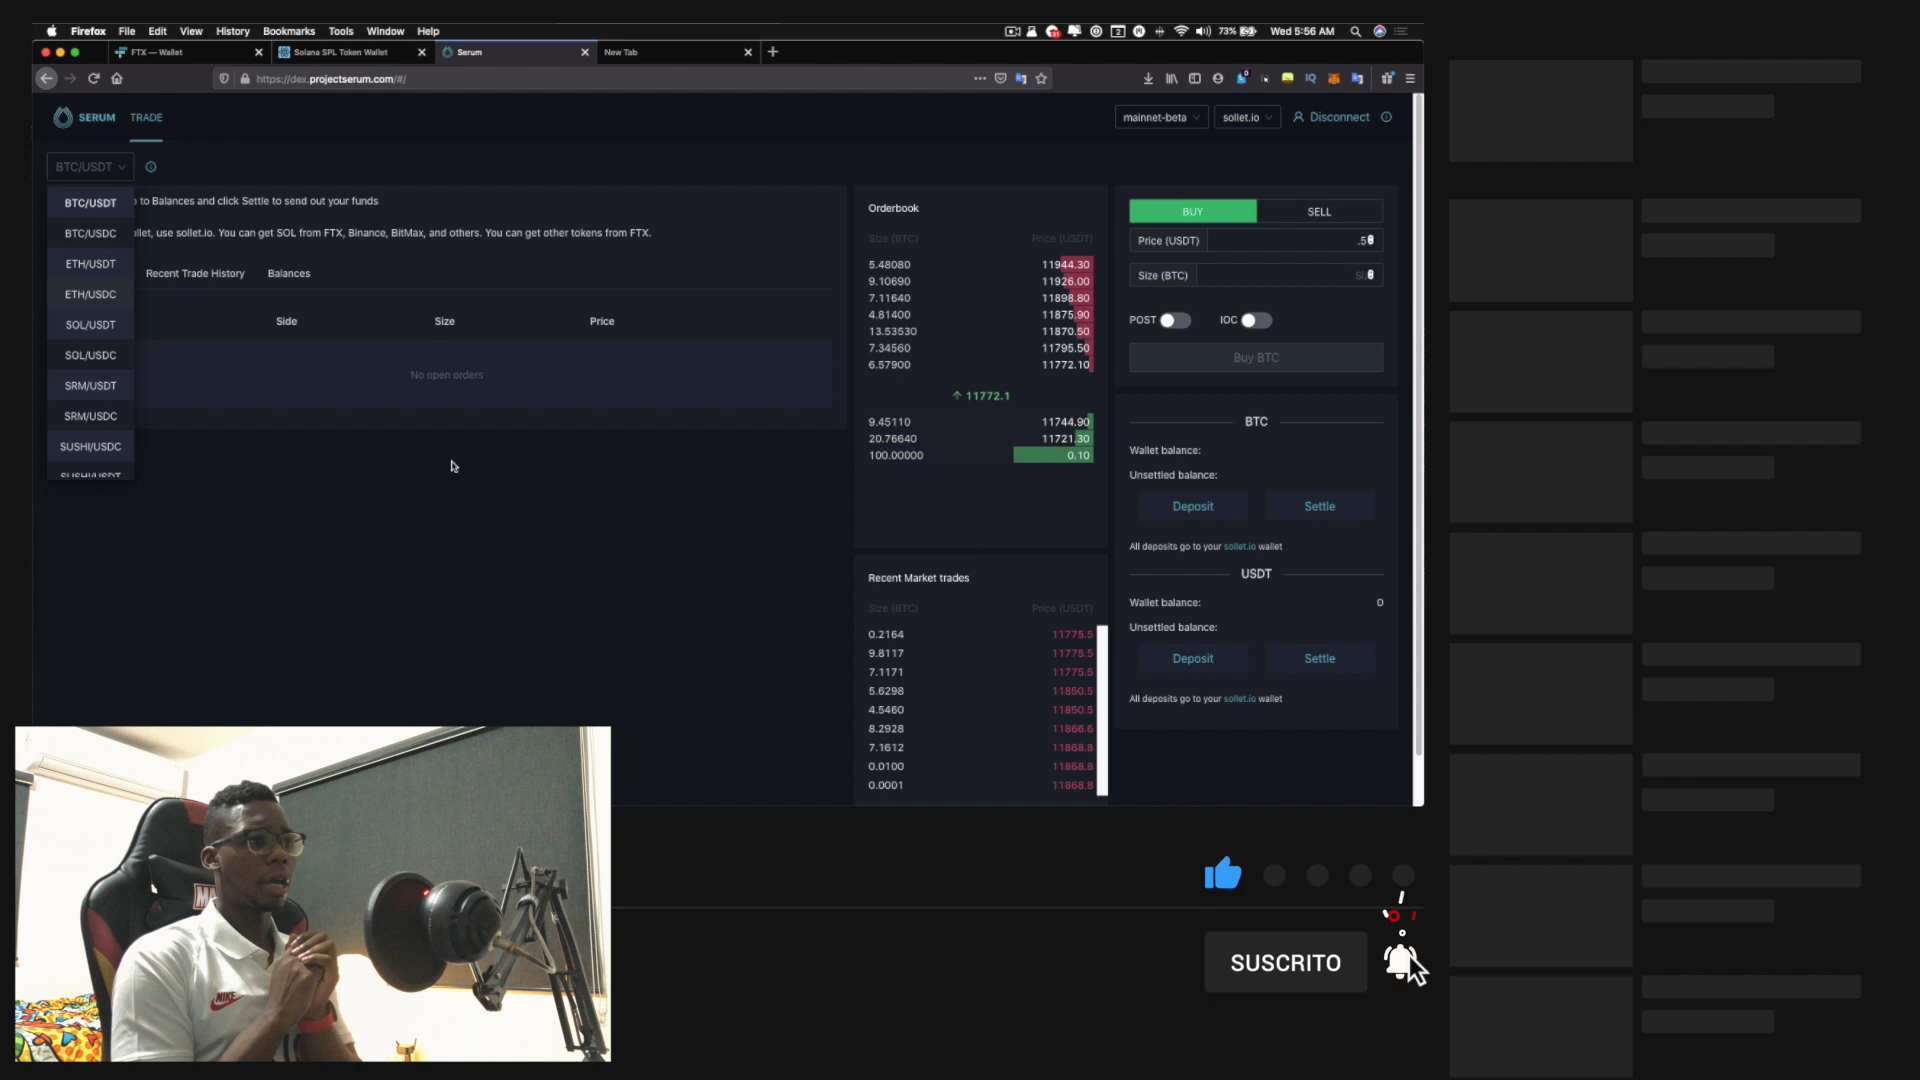 Firefox File Edit View History Bookmarks Tools Window Help
73% Wed 5:56 AM
FTX — Wallet
Solana SPL Token Wallet
Serum
New Tab
https://dex.projectserum.com/#/
SERUM TRADE
mainnet-beta
sollet.io
Disconnect
BTC/USDT
BTC/USDT
BTC/USDC
ETH/USDT
ETH/USDC
SOL/USDT
SOL/USDC
SRM/USDT
SRM/USDC
SUSHI/USDC
SUSHI/USDT
to Balances and click Settle to send out your funds
use sollet.io. You can get SOL from FTX, Binance, BitMax, and others. You can get other tokens from FTX.
Recent Trade History Balances
Side Size Price
No open orders
Orderbook
Size (BTC) Price (USDT)
5.48080 11944.30
9.10690 11926.00
7.11640 11898.80
4.81400 11875.90
13.53530 11870.50
7.34560 11795.50
6.57900 11772.10
↑ 11772.1
9.45110 11744.90
20.76640 11721.30
100.00000 0.10
Recent Market trades
Size (BTC) Price (USDT)
0.2164 11775.5
9.8117 11775.5
7.1171 11775.5
5.6298 11850.5
4.5460 11850.5
8.2928 11866.6
7.1612 11868.8
0.0100 11868.8
0.0001 11868.8
BUY SELL
Price (USDT)
Size (BTC)
POST IOC
Buy BTC
BTC
Wallet balance:
Unsettled balance:
Deposit Settle
All deposits go to your sollet.io wallet
USDT
Wallet balance: 0
Unsettled balance:
Deposit Settle
All deposits go to your sollet.io wallet
NIKE
SUSCRITO